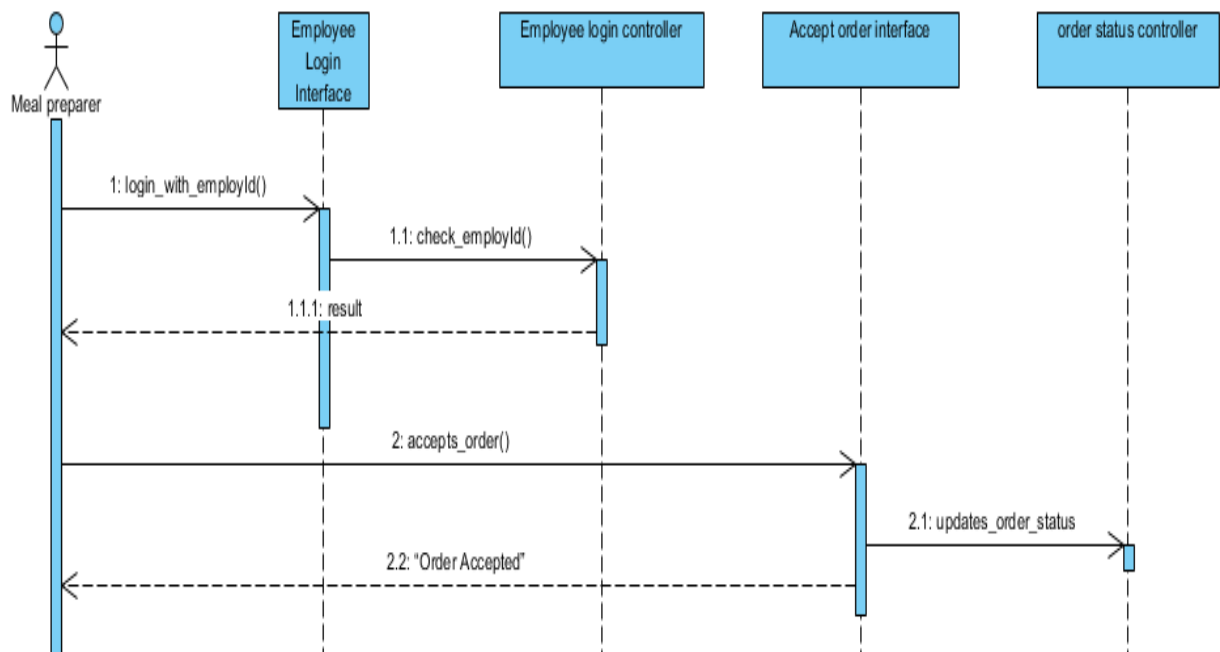 Employee
Login
Interface
Employee login controller
Accept order interface
order status controller
Meal preparer
1: login_with_employId()
1.1: check_employId()
1.1.1: result
2: accepts_order()
2.1: updates_order_status
2.2: “Order Accepted”